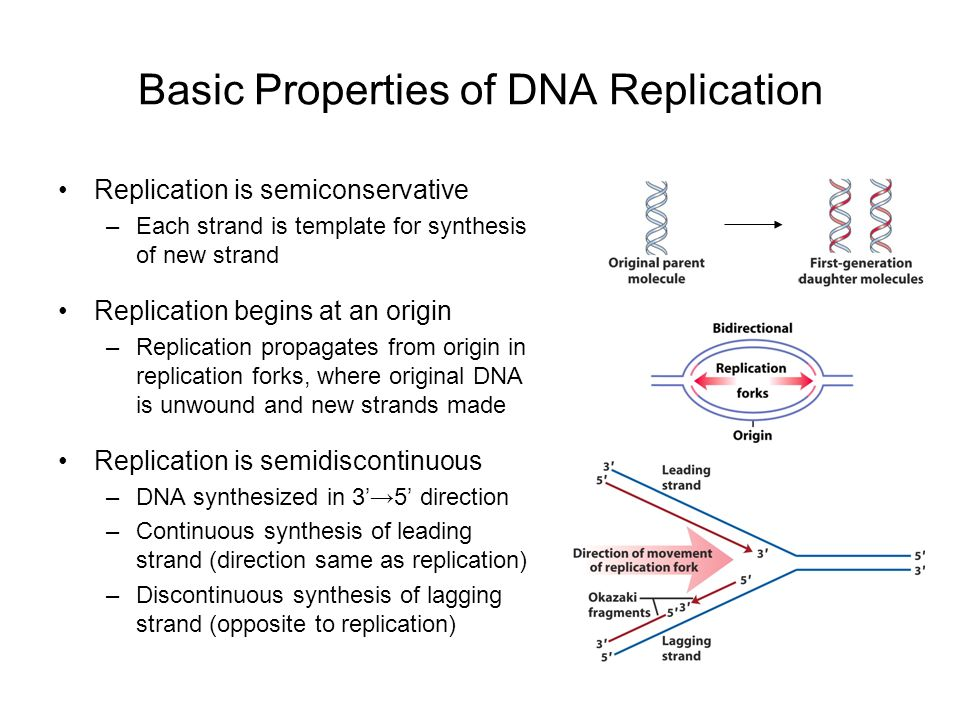 Basic Properties of DNA Replication
• Replication is semiconservative
– Each strand is template for synthesis
of new strand
• Replication begins at an origin
– Replication propagates from origin in
replication forks, where original DNA
is unwound and new strands made
• Replication is semidiscontinuous
– DNA synthesized in 3’→5’ direction
– Continuous synthesis of leading
strand (direction same as replication)
– Discontinuous synthesis of lagging
strand (opposite to replication)
Original parent
molecule
First-generation
daughter molecules
Bidirectional
Replication
forks
Origin
3′
5′
Leading
strand
Direction of movement
of replication fork
3′
5′
3′
5′
Okazaki
fragments
5′
3′
3′
5′
Lagging
strand